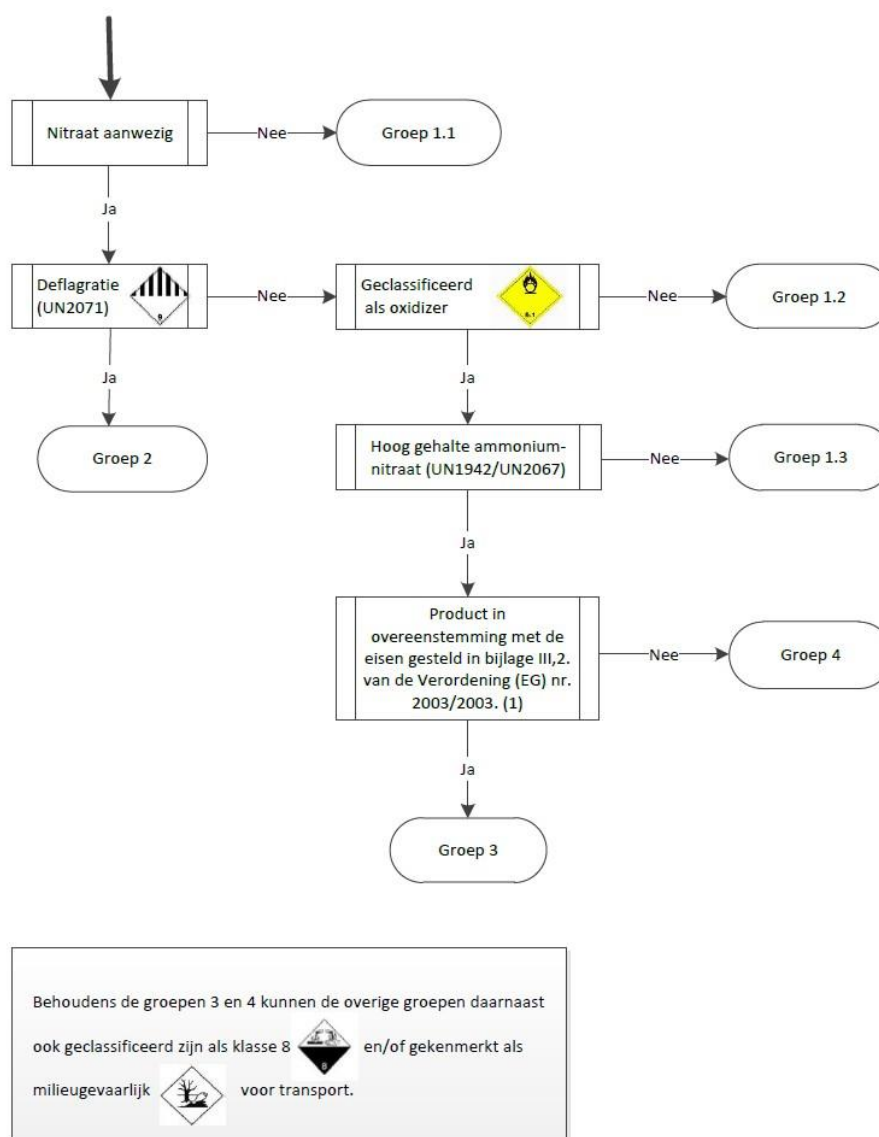 Nitraat aanwezig
Nee
Groep 1.1
Ja
Deflagratie
(UN2071)
9
Nee
Geclassificeerd
als oxidizer
5.1
Nee
Groep 1.2
Ja
Ja
Groep 2
Hoog gehalte ammonium-
nitraat (UN1942/UN2067)
Nee
Groep 1.3
Ja
Product in
overeenstemming met de
eisen gesteld in bijlage III,2.
van de Verordening (EG) nr.
2003/2003. (1)
Nee
Groep 4
Ja
Groep 3
Behoudens de groepen 3 en 4 kunnen de overige groepen daarnaast
ook geclassificeerd zijn als klasse 8 8 en/of gekenmerkt als
milieugevaarlijk voor transport.